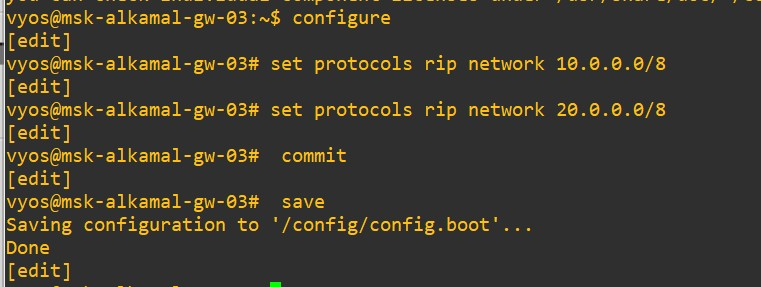 vyos@msk-alkamal-gw-03:~$ configure
[edit]
vyos@msk-alkamal-gw-03# set protocols rip network 10.0.0.0/8
[edit]
vyos@msk-alkamal-gw-03# set protocols rip network 20.0.0.0/8
[edit]
vyos@msk-alkamal-gw-03#  commit
[edit]
vyos@msk-alkamal-gw-03#  save
Saving configuration to '/config/config.boot'...
Done
[edit]